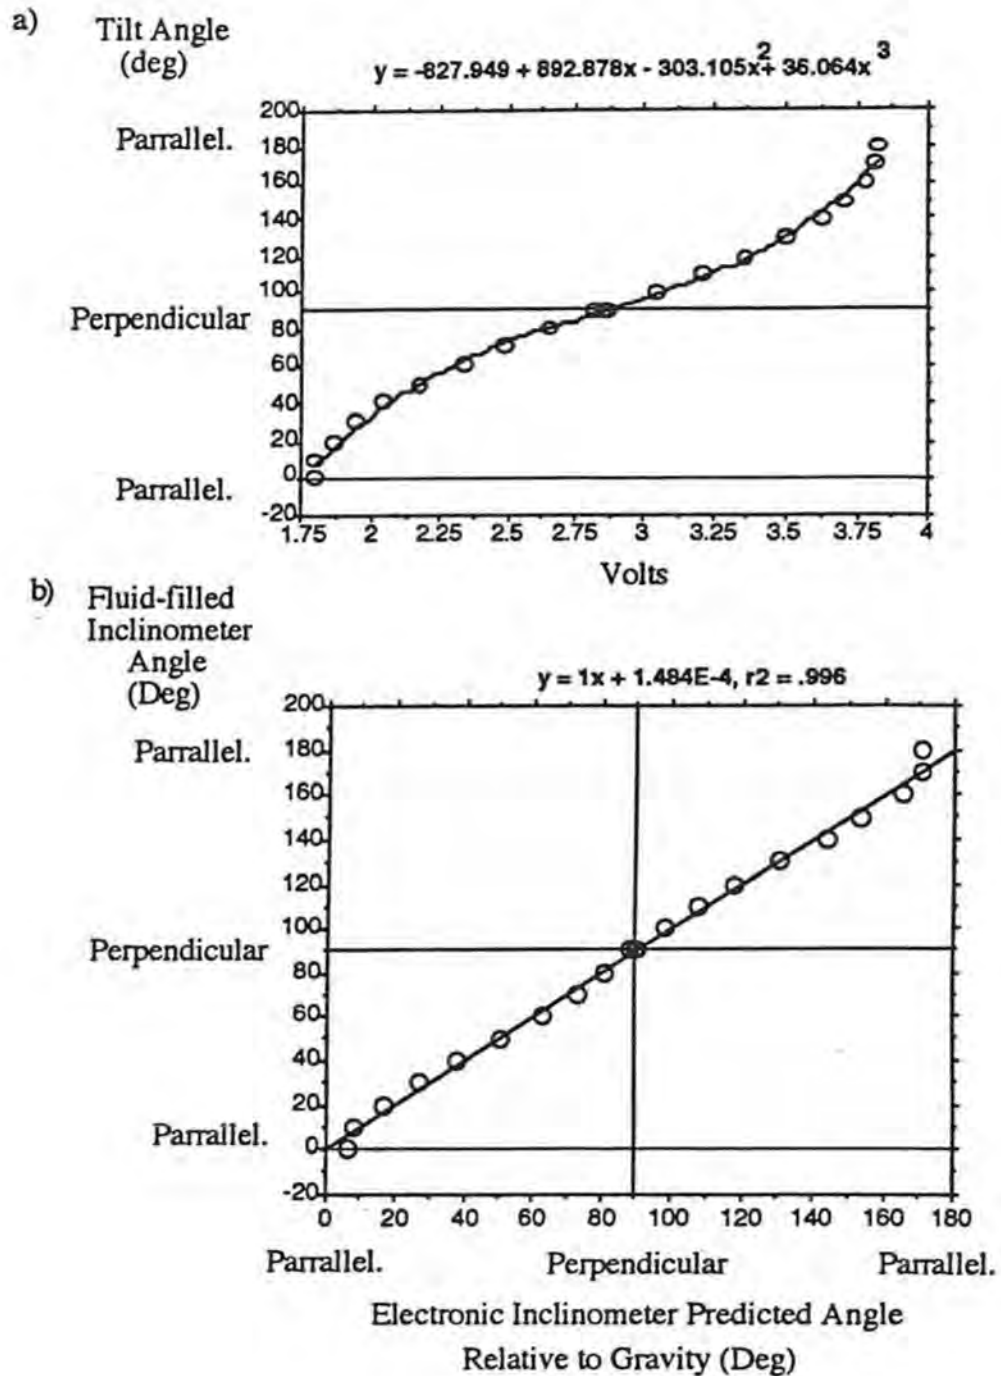 a)
Tilt Angle
(deg)
y = -827.949 + 892.878x - 303.105x2 + 36.064x3
200
Parrallel.
180
160
140
120
100
Perpendicular
80
60
40
20
0
Parrallel.
-20
1.75 2 2.25 2.5 2.75 3 3.25 3.5 3.75 4
Volts
b)
Fluid-filled
Inclinometer
Angle
(Deg)
y = 1x + 1.484E-4, r2 = .996
200
Parrallel.
180
160
140
120
100
Perpendicular
80
60
40
20
Parrallel.
0
-20
0 20 40 60 80 100 120 140 160 180
Parrallel. Perpendicular Parrallel.
Electronic Inclinometer Predicted Angle
Relative to Gravity (Deg)